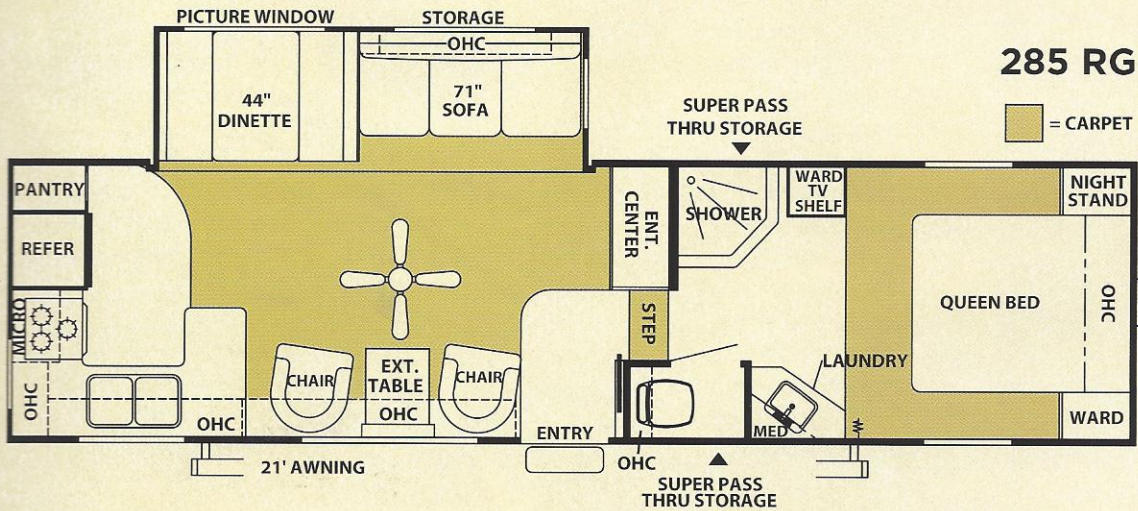 PICTURE WINDOW
STORAGE
OHC
285 RG
44"
DINETTE
71"
SOFA
SUPER PASS
THRU STORAGE
= CARPET
PANTRY
REFER
MICRO
OHC
ENT.
CENTER
SHOWER
WARD
TV
SHELF
NIGHT
STAND
QUEEN BED
OHC
STEP
LAUNDRY
CHAIR
EXT.
TABLE
OHC
CHAIR
OHC
ENTRY
OHC
MED
WARD
21' AWNING
SUPER PASS
THRU STORAGE